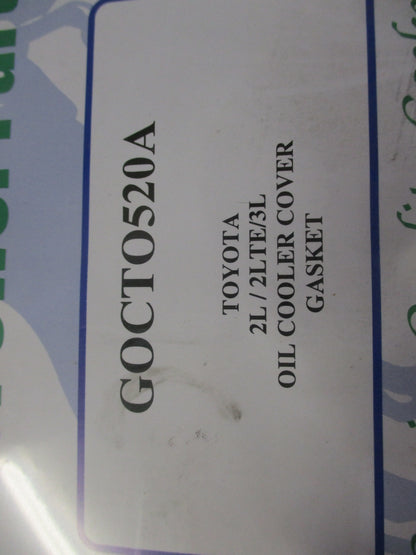 GOCTO520A
TOYOTA
2L / 2LTE/3L
OIL COOLER COVER
GASKET